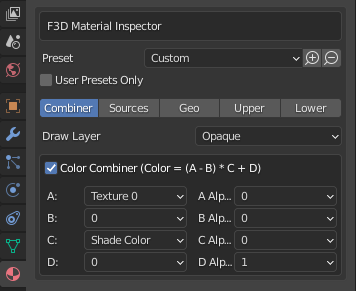 F3D Material Inspector
Preset Custom
User Presets Only
Combiner Sources Geo Upper Lower
Draw Layer Opaque
Color Combiner (Color = (A - B) * C + D)
A: Texture 0 A Alp... 0
B: 0 B Alp... 0
C: Shade Color C Alp... 0
D: 0 D Alp... 1